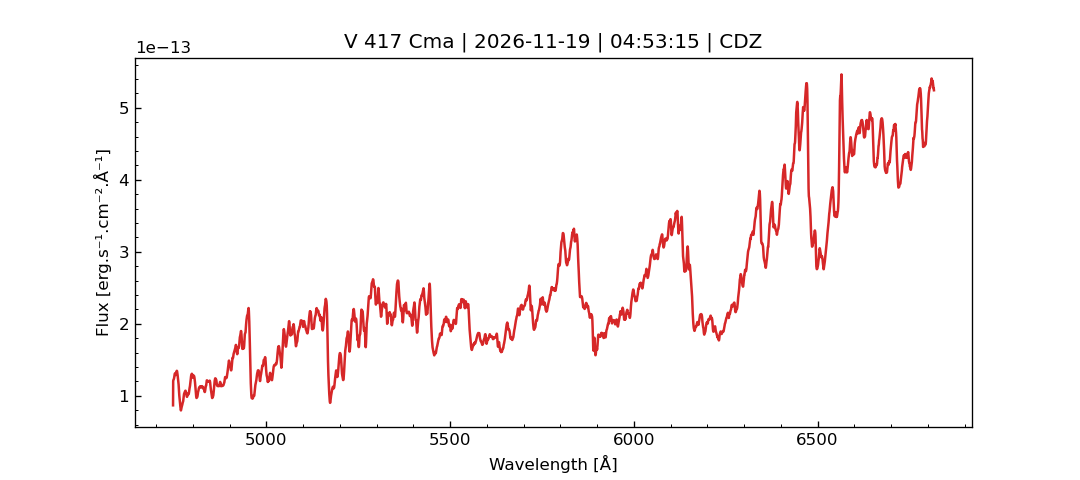 V 417 Cma | 2026-11-19 | 04:53:15 | CDZ
1e−13
5
4
3
2
1
Flux [erg.s⁻¹.cm⁻².Å⁻¹]
5000 5500 6000 6500
Wavelength [Å]